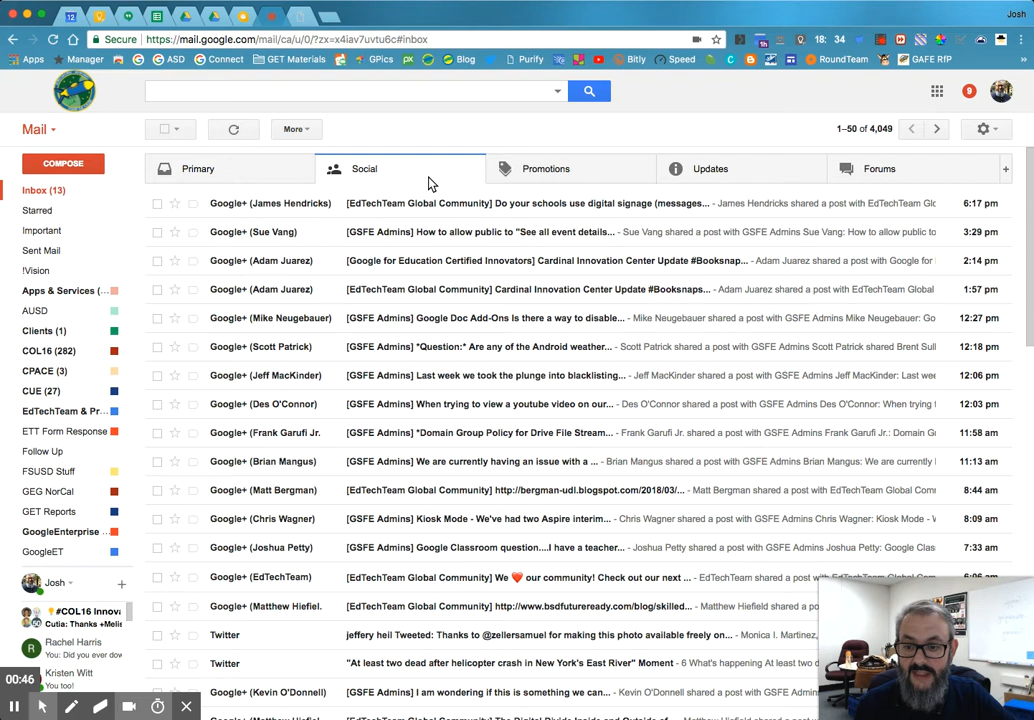 Josh
12
Secure https://mail.google.com/mail/ca/u/0/?zx=x4iav7uvtu6c#inbox
18: 34
Apps Manager ASD Connect GET Materials GPics Blog Purify Bitly Speed RoundTeam GAFE RfP »
9
Mail
More
1–50 of 4,049
COMPOSE
Primary Social Promotions Updates Forums +
Inbox (13)
Starred
Important
Sent Mail
!Vision
Apps & Services (...
AUSD
Clients (1)
COL16 (282)
CPACE (3)
CUE (27)
EdTechTeam & Pr...
ETT Form Response
Follow Up
FSUSD Stuff
GEG NorCal
GET Reports
GoogleEnterprise ...
GoogleET
Google+ (James Hendricks) [EdTechTeam Global Community] Do your schools use digital signage (messages... - James Hendricks shared a post with EdTechTeam Glo 6:17 pm
Google+ (Sue Vang) [GSFE Admins] How to allow public to "See all event details... - Sue Vang shared a post with GSFE Admins Sue Vang: How to allow public to 3:29 pm
Google+ (Adam Juarez) [Google for Education Certified Innovators] Cardinal Innovation Center Update #Booksnap... - Adam Juarez shared a post with Google for 2:14 pm
Google+ (Adam Juarez) [EdTechTeam Global Community] Cardinal Innovation Center Update #Booksnaps... - Adam Juarez shared a post with EdTechTeam Global 1:57 pm
Google+ (Mike Neugebauer) [GSFE Admins] Google Doc Add-Ons Is there a way to disable... - Mike Neugebauer shared a post with GSFE Admins Mike Neugebauer: Go 12:27 pm
Google+ (Scott Patrick) [GSFE Admins] *Question:* Are any of the Android weather... - Scott Patrick shared a post with GSFE Admins Scott Patrick Brent Sull 12:18 pm
Google+ (Jeff MacKinder) [GSFE Admins] Last week we took the plunge into blacklisting... - Jeff MacKinder shared a post with GSFE Admins Jeff MacKinder: Last wee 12:06 pm
Google+ (Des O'Connor) [GSFE Admins] When trying to view a youtube video on our... - Des O'Connor shared a post with GSFE Admins Des O'Connor: When trying t 12:03 pm
Google+ (Frank Garufi Jr. [GSFE Admins] *Domain Group Policy for Drive File Stream... - Frank Garufi Jr. shared a post with GSFE Admins Frank Garufi Jr.: Domain Go 11:58 am
Google+ (Brian Mangus) [GSFE Admins] We are currently having an issue with a ... - Brian Mangus shared a post with GSFE Admins Brian Mangus: We are currently 11:13 am
Google+ (Matt Bergman) [EdTechTeam Global Community] http://bergman-udl.blogspot.com/2018/03/... - Matt Bergman shared a post with EdTechTeam Global Comm 8:44 am
Google+ (Chris Wagner) [GSFE Admins] Kiosk Mode - We've had two Aspire interim... - Chris Wagner shared a post with GSFE Admins Chris Wagner: Kiosk Mode - W 8:09 am
Google+ (Joshua Petty) [GSFE Admins] Google Classroom question....I have a teacher... - Joshua Petty shared a post with GSFE Admins Joshua Petty: Google Clas 7:33 am
Google+ (EdTechTeam) [EdTechTeam Global Community] We ❤ our community! Check out our next ... - EdTechTeam shared a post with EdTechTeam Global Comm 6:06 am
Google+ (Matthew Hiefiel. [EdTechTeam Global Community] http://www.bsdfutureready.com/blog/skilled... - Matthew Hiefield shared a
Twitter jeffery heil Tweeted: Thanks to @zellersamuel for making this photo available freely on... - Monica I. Martinez,
Twitter "At least two dead after helicopter crash in New York's East River" Moment - 6 What's happening At least two
Google+ (Kevin O'Donnell) [GSFE Admins] I am wondering if this is something we can... - Kevin O'Donnell shared a post with GSFE
Josh +
#COL16 Innova
Cutia: Thanks +Melis
Rachel Harris
You: Did you ever dow
Kristen Witt
You too!
00:46